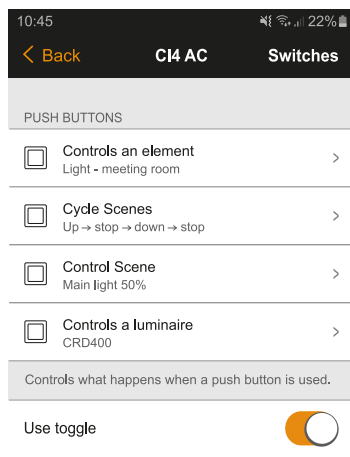 10:45 22%
< Back CI4 AC Switches
PUSH BUTTONS
Controls an element
Light - meeting room
Cycle Scenes
Up → stop → down → stop
Control Scene
Main light 50%
Controls a luminaire
CRD400
Controls what happens when a push button is used.
Use toggle